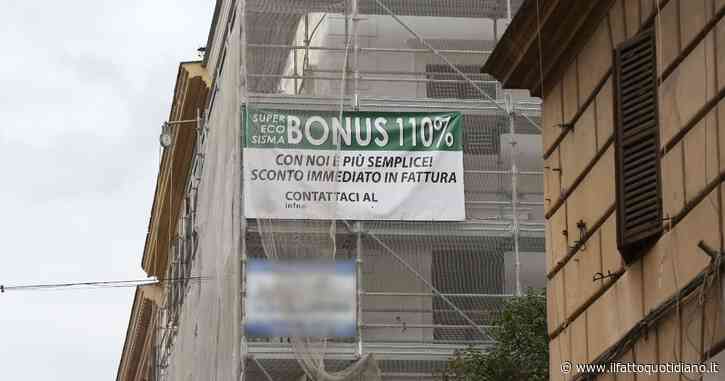 SUPER
ECO
SISMA
BONUS 110%
CON NOI È PIÙ SEMPLICE!
SCONTO IMMEDIATO IN FATTURA
CONTATTACI AL
www.ilfattoquotidiano.it